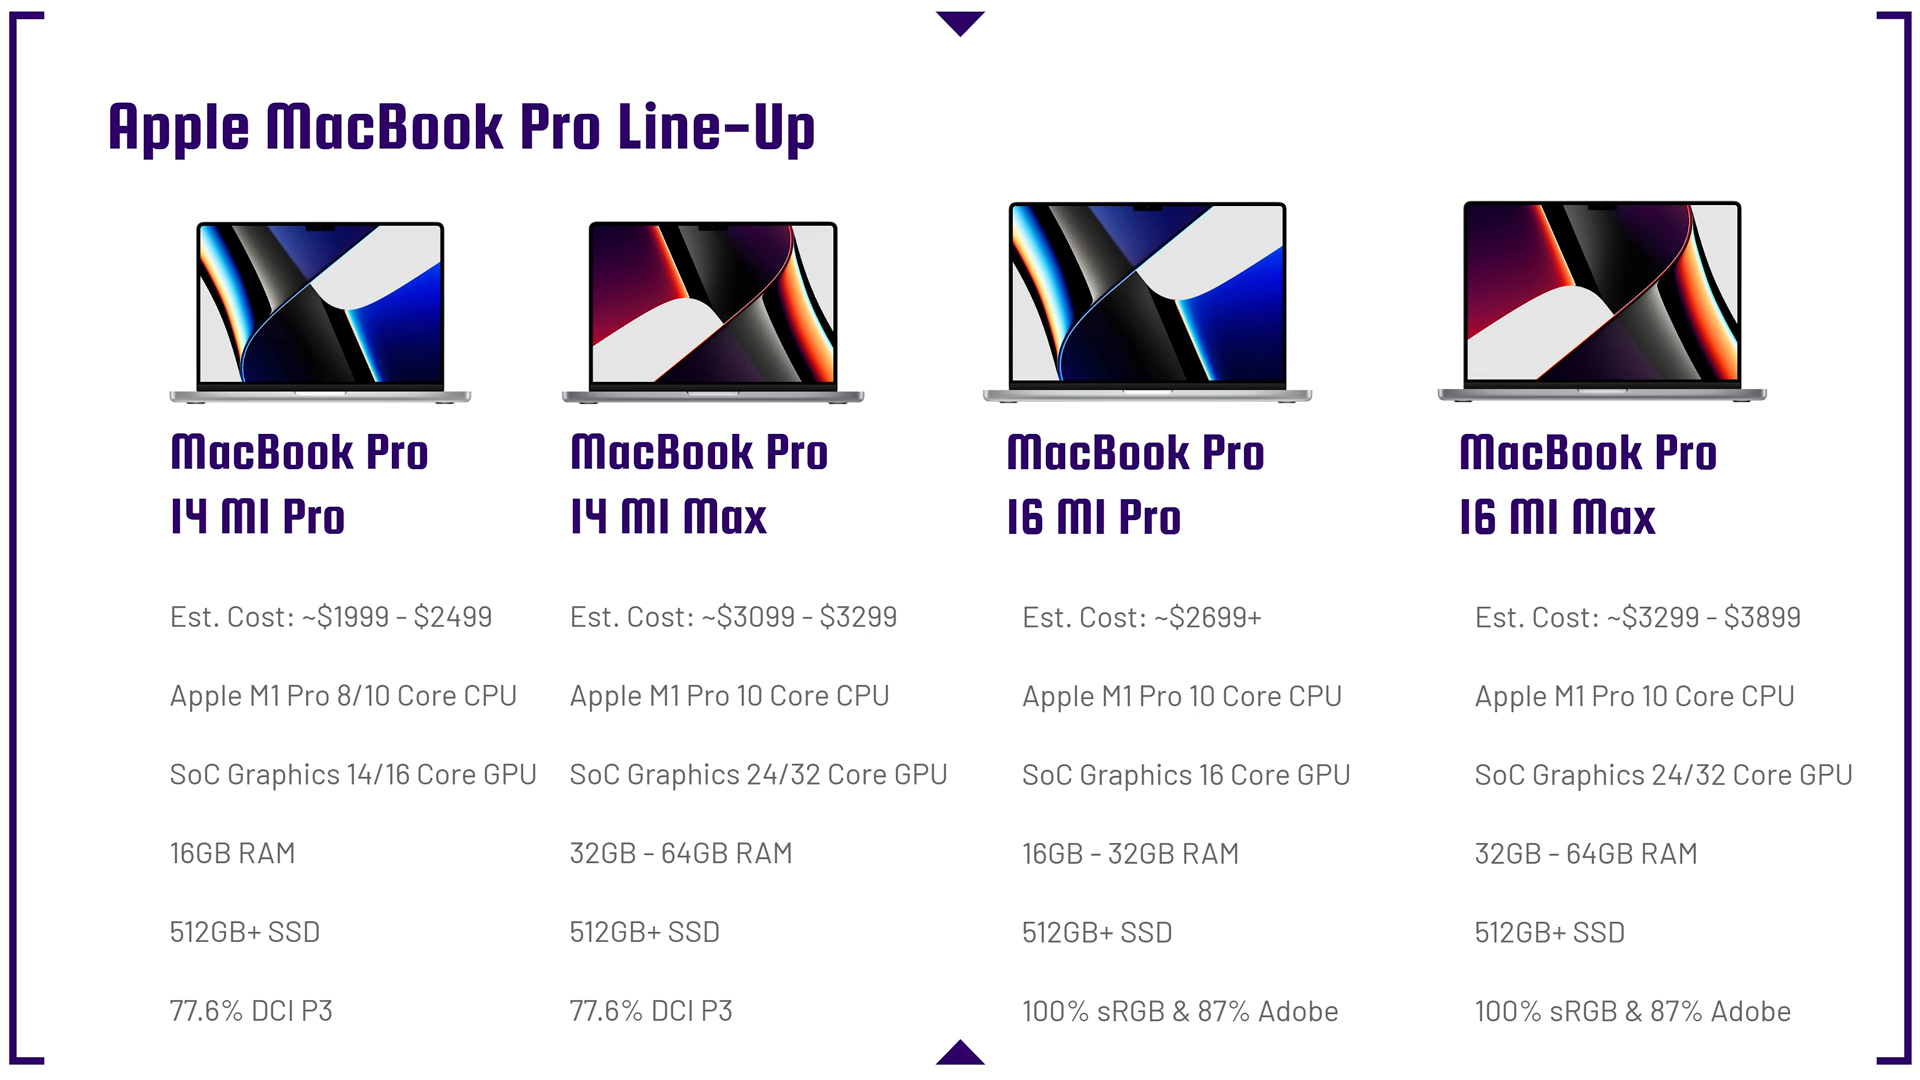 Apple MacBook Pro Line-Up
MacBook Pro
14 M1 Pro
Est. Cost: ~$1999 - $2499
Apple M1 Pro 8/10 Core CPU
SoC Graphics 14/16 Core GPU
16GB RAM
512GB+ SSD
77.6% DCI P3
MacBook Pro
14 M1 Max
Est. Cost: ~$3099 - $3299
Apple M1 Pro 10 Core CPU
SoC Graphics 24/32 Core GPU
32GB - 64GB RAM
512GB+ SSD
77.6% DCI P3
MacBook Pro
16 M1 Pro
Est. Cost: ~$2699+
Apple M1 Pro 10 Core CPU
SoC Graphics 16 Core GPU
16GB - 32GB RAM
512GB+ SSD
100% sRGB & 87% Adobe
MacBook Pro
16 M1 Max
Est. Cost: ~$3299 - $3899
Apple M1 Pro 10 Core CPU
SoC Graphics 24/32 Core GPU
32GB - 64GB RAM
512GB+ SSD
100% sRGB & 87% Adobe